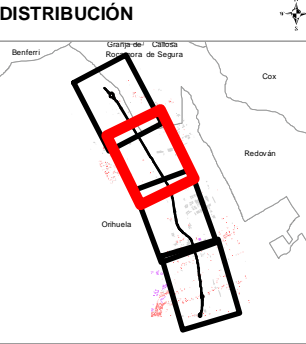 DISTRIBUCIÓN
Benferri
Granja de
Rocamora
Callosa
de Segura
Cox
Redován
Orihuela